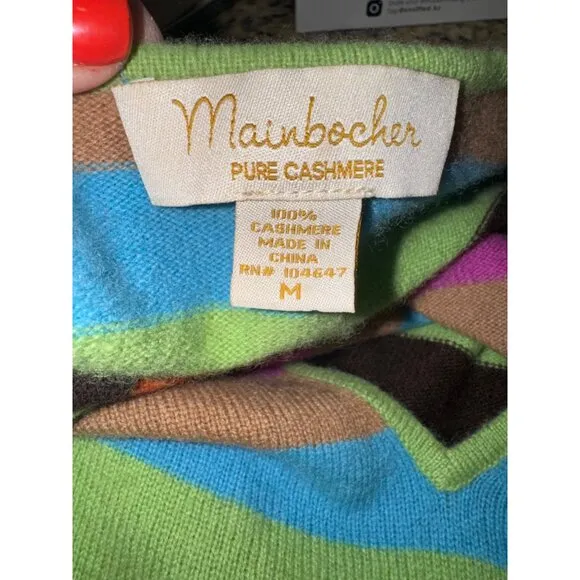 Mainbocher
PURE CASHMERE
100%
CASHMERE
MADE IN
CHINA
RN# 104647
M